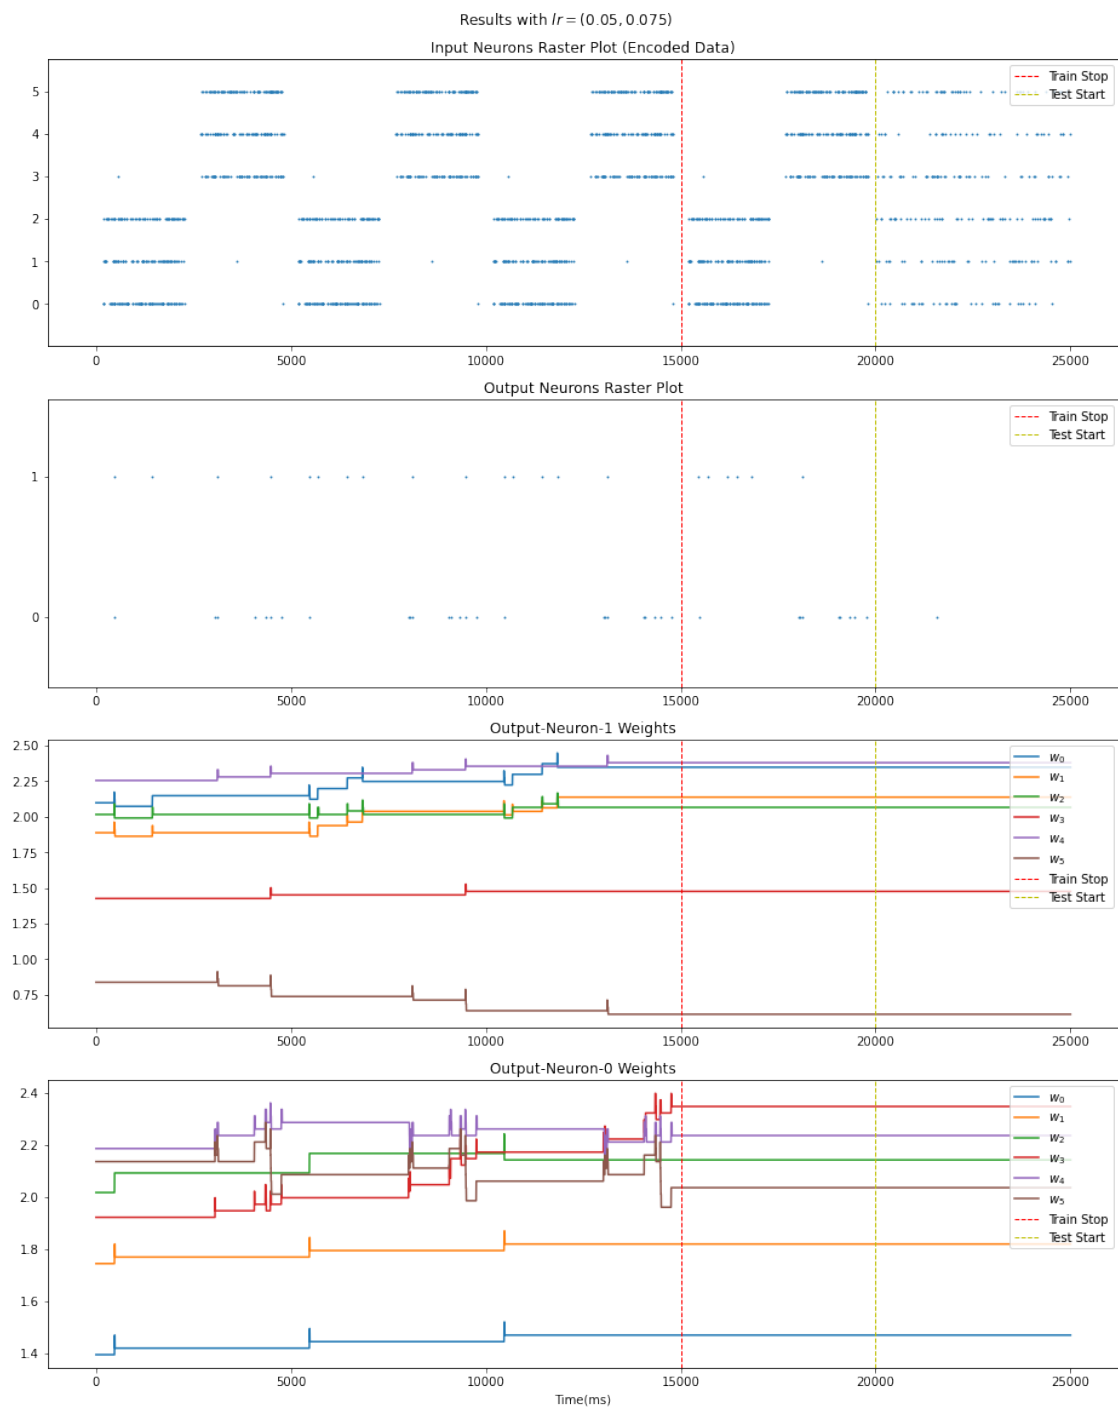 Results with lr = (0.05, 0.075)
Input Neurons Raster Plot (Encoded Data)
5
4
3
2
1
0
Train Stop
Test Start
0 5000 10000 15000 20000 25000
Output Neurons Raster Plot
1
0
Train Stop
Test Start
0 5000 10000 15000 20000 25000
Output-Neuron-1 Weights
2.50
2.25
2.00
1.75
1.50
1.25
1.00
0.75
w0
w1
w2
w3
w4
w5
Train Stop
Test Start
0 5000 10000 15000 20000 25000
Output-Neuron-0 Weights
2.4
2.2
2.0
1.8
1.6
1.4
w0
w1
w2
w3
w4
w5
Train Stop
Test Start
0 5000 10000 15000 20000 25000
Time(ms)